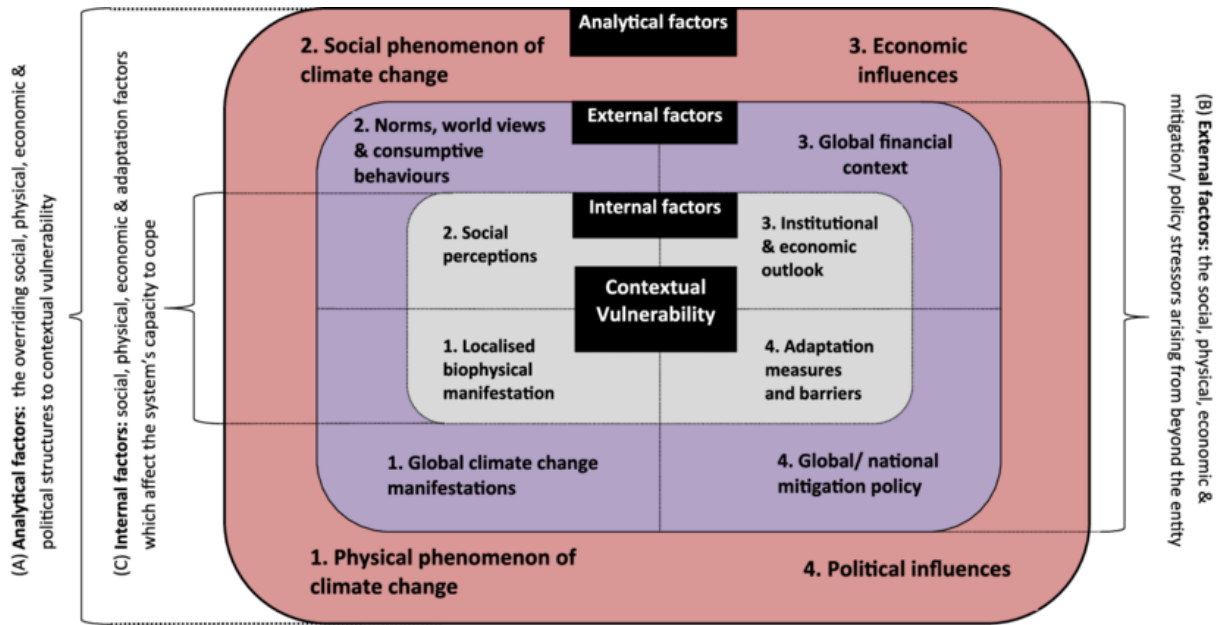 (A) Analytical factors: the overriding social, physical, economic &
political structures to contextual vulnerability
(C) Internal factors: social, physical, economic & adaptation factors
which affect the system's capacity to cope
Analytical factors
2. Social phenomenon of
climate change
3. Economic
influences
External factors
2. Norms, world views
& consumptive
behaviours
3. Global financial
context
Internal factors
2. Social
perceptions
3. Institutional
& economic
outlook
Contextual
Vulnerability
1. Localised
biophysical
manifestation
4. Adaptation
measures
and barriers
1. Global climate change
manifestations
4. Global/ national
mitigation policy
1. Physical phenomenon of
climate change
4. Political influences
(B) External factors: the social, physical, economic &
mitigation/ policy stressors arising from beyond the entity